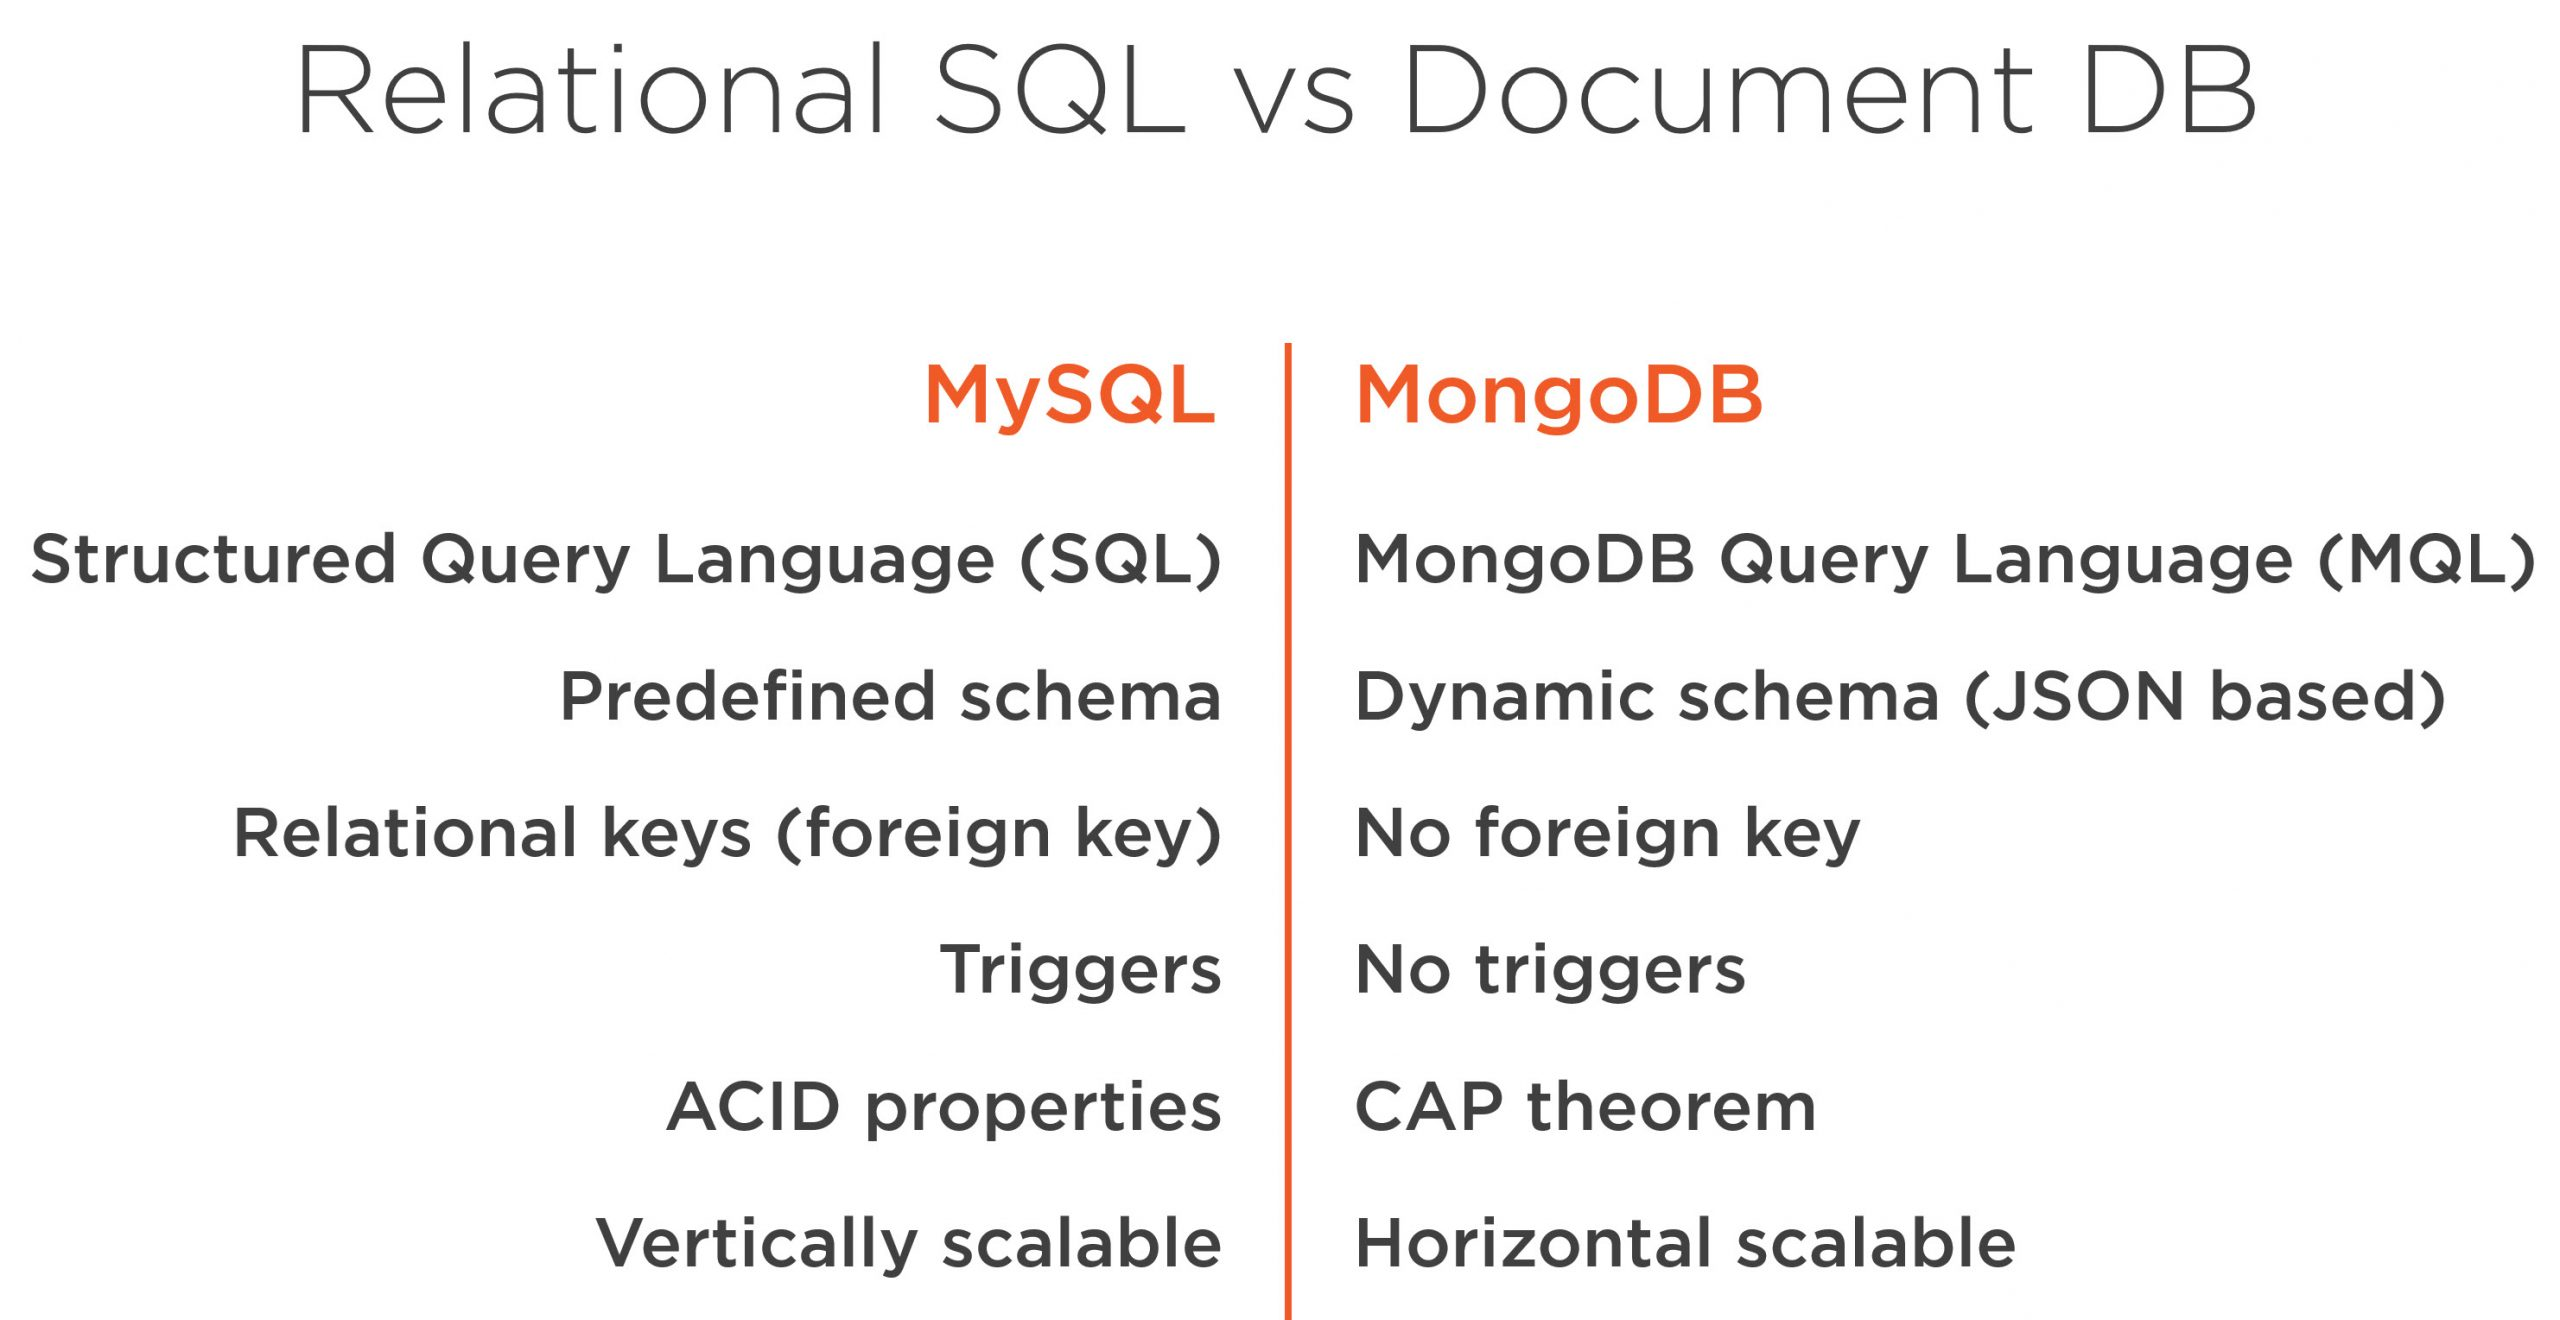 Relational SQL vs Document DB
MySQL
MongoDB
Structured Query Language (SQL)
MongoDB Query Language (MQL)
Predefined schema
Dynamic schema (JSON based)
Relational keys (foreign key)
No foreign key
Triggers
No triggers
ACID properties
CAP theorem
Vertically scalable
Horizontal scalable